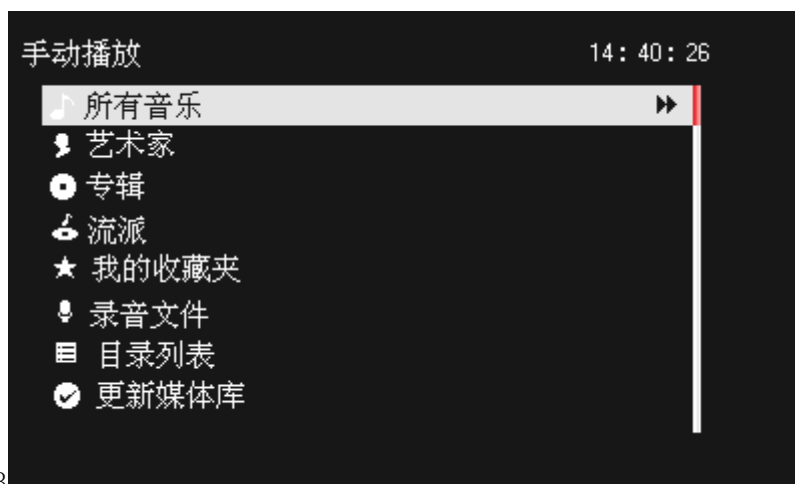 手动播放 14:40:26
所有音乐
艺术家
专辑
流派
我的收藏夹
录音文件
目录列表
更新媒体库